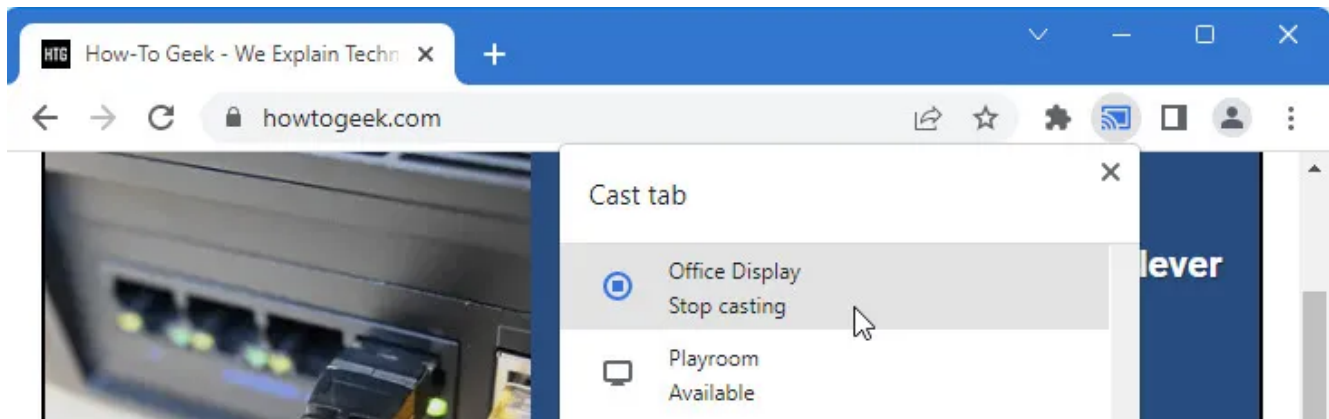 HTG How-To Geek - We Explain Techn
howtogeek.com
Cast tab
Office Display
Stop casting
lever
Playroom
Available